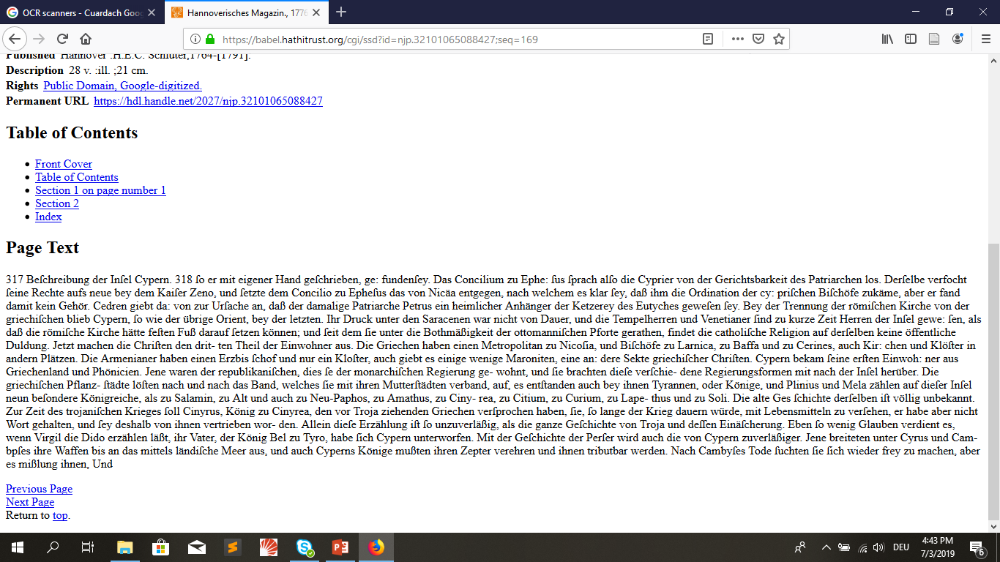 OCR scanners - Cuardach Goo
Hannoverisches Magazin., 1776
https://babel.hathitrust.org/cgi/ssd?id=njp.32101065088427;seq=169
Published Hannover :H.E.C. Schlüter,1764-[1791].
Description 28 v. :ill. ;21 cm.
Rights Public Domain, Google-digitized.
Permanent URL https://hdl.handle.net/2027/njp.32101065088427
Table of Contents
Front Cover
Table of Contents
Section 1 on page number 1
Section 2
Index
Page Text
317 Beſchreibung der Inſel Cypern. 318 ſo er mit eigener Hand geſchrieben, ge: fundenſey. Das Concilium zu Ephe: ſus ſprach alſo die Cyprier von der Gerichtsbarkeit des Patriarchen los. Derſelbe verfocht
ſeine Rechte aufs neue bey dem Kaiſer Zeno, und ſetzte dem Concilio zu Epheſus das von Nicäa entgegen, nach welchem es klar ſey, daß ihm die Ordination der cy: priſchen Biſchöfe zukäme, aber er fand
damit kein Gehör. Cedren giebt da: von zur Urſache an, daß der damalige Patriarche Petrus ein heimlicher Anhänger der Ketzerey des Eutyches geweſen ſey. Bey der Trennung der römiſchen Kirche von der
griechiſchen blieb Cypern, ſo wie der übrige Orient, bey der letzten. Ihr Druck unter den Saracenen war nicht von Dauer, und die Tempelherren und Venetianer ſind zu kurze Zeit Herren der Inſel gewe: ſen, als
daß die römiſche Kirche hätte feſten Fuß darauf ſetzen können; und ſeit dem ſie unter die Bothmäßigkeit der ottomanniſchen Pforte gerathen, findet die catholiſche Religion auf derſelben keine öffentliche
Duldung. Jetzt machen die Chriſten den drit- ten Theil der Einwohner aus. Die Griechen haben einen Metropolitan zu Nicoſia, und Biſchöfe zu Larnica, zu Baffa und zu Cerines, auch Kir: chen und Klöſter in
andern Plätzen. Die Armenianer haben einen Erzbis ſchof und nur ein Kloſter, auch giebt es einige wenige Maroniten, eine an: dere Sekte griechiſcher Chriſten. Cypern bekam ſeine erſten Einwoh: ner aus
Griechenland und Phönicien. Jene waren der republikaniſchen, dies ſe der monarchiſchen Regierung ge- wohnt, und ſie brachten dieſe verſchie- dene Regierungsformen mit nach der Inſel herüber. Die
griechiſchen Pflanz- ſtädte löſten nach und nach das Band, welches ſie mit ihren Mutterſtädten verband, auf, es entſtanden auch bey ihnen Tyrannen, oder Könige, und Plinius und Mela zählen auf dieſer Inſel
neun beſondere Königreiche, als zu Salamin, zu Alt und auch zu Neu-Paphos, zu Amathus, zu Ciny- rea, zu Citium, zu Curium, zu Lape- thus und zu Soli. Die alte Ges ſchichte derſelben iſt völlig unbekannt.
Zur Zeit des trojaniſchen Krieges ſoll Cinyrus, König zu Cinyrea, den vor Troja ziehenden Griechen verſprochen haben, ſie, ſo lange der Krieg dauern würde, mit Lebensmitteln zu verſehen, er habe aber nicht
Wort gehalten, und ſey deshalb von ihnen vertrieben wor- den. Allein dieſe Erzählung iſt ſo unzuverläßig, als die ganze Geſchichte von Troja und deſſen Einäſcherung. Eben ſo wenig Glauben verdient es,
wenn Virgil die Dido erzählen läßt, ihr Vater, der König Bel zu Tyro, habe ſich Cypern unterworfen. Mit der Geſchichte der Perſer wird auch die von Cypern zuverläßiger. Jene breiteten unter Cyrus und Cam-
bpſes ihre Waffen bis an das mittels ländiſche Meer aus, und auch Cyperns Könige mußten ihren Zepter verehren und ihnen tributbar werden. Nach Cambyſes Tode ſuchten ſie ſich wieder frey zu machen, aber
es mißlung ihnen, Und
Previous Page
Next Page
Return to top.
DEU
4:43 PM
7/3/2019
6